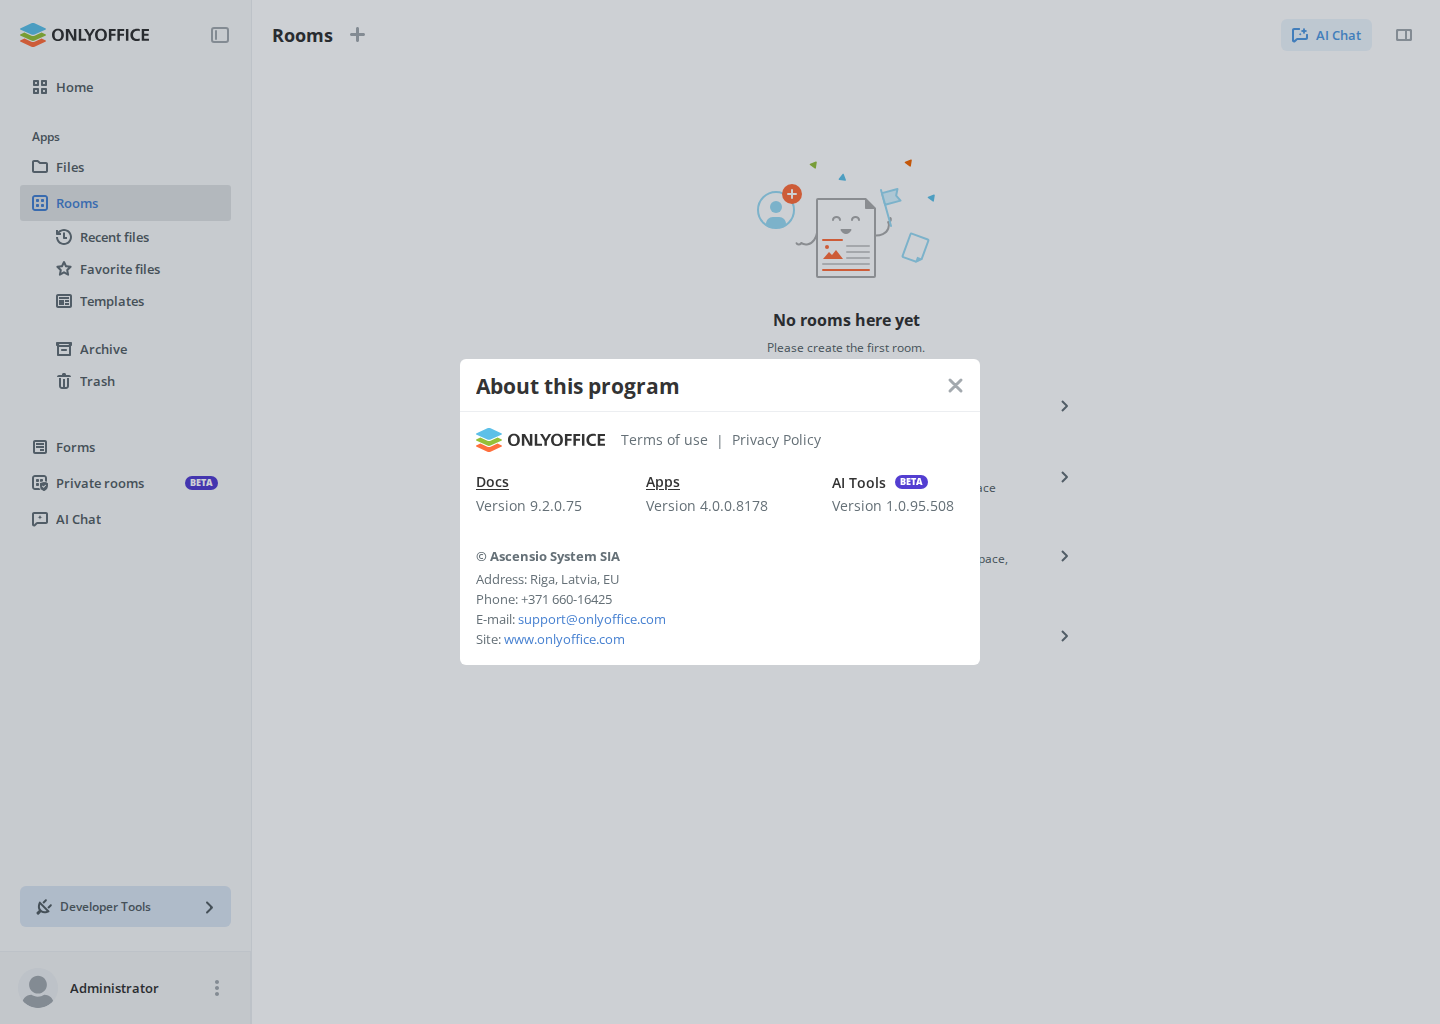 ONLYOFFICE
Home
Apps
Files
Rooms
Recent files
Favorite files
Templates
Archive
Trash
Forms
Private rooms BETA
AI Chat
Developer Tools
Administrator
Rooms
AI Chat
No rooms here yet
Please create the first room.
pace,
About this program
ONLYOFFICE Terms of use | Privacy Policy
Docs
Version 9.2.0.75
Apps
Version 4.0.0.8178
AI Tools BETA
Version 1.0.95.508
© Ascensio System SIA
Address: Riga, Latvia, EU
Phone: +371 660-16425
E-mail: support@onlyoffice.com
Site: www.onlyoffice.com